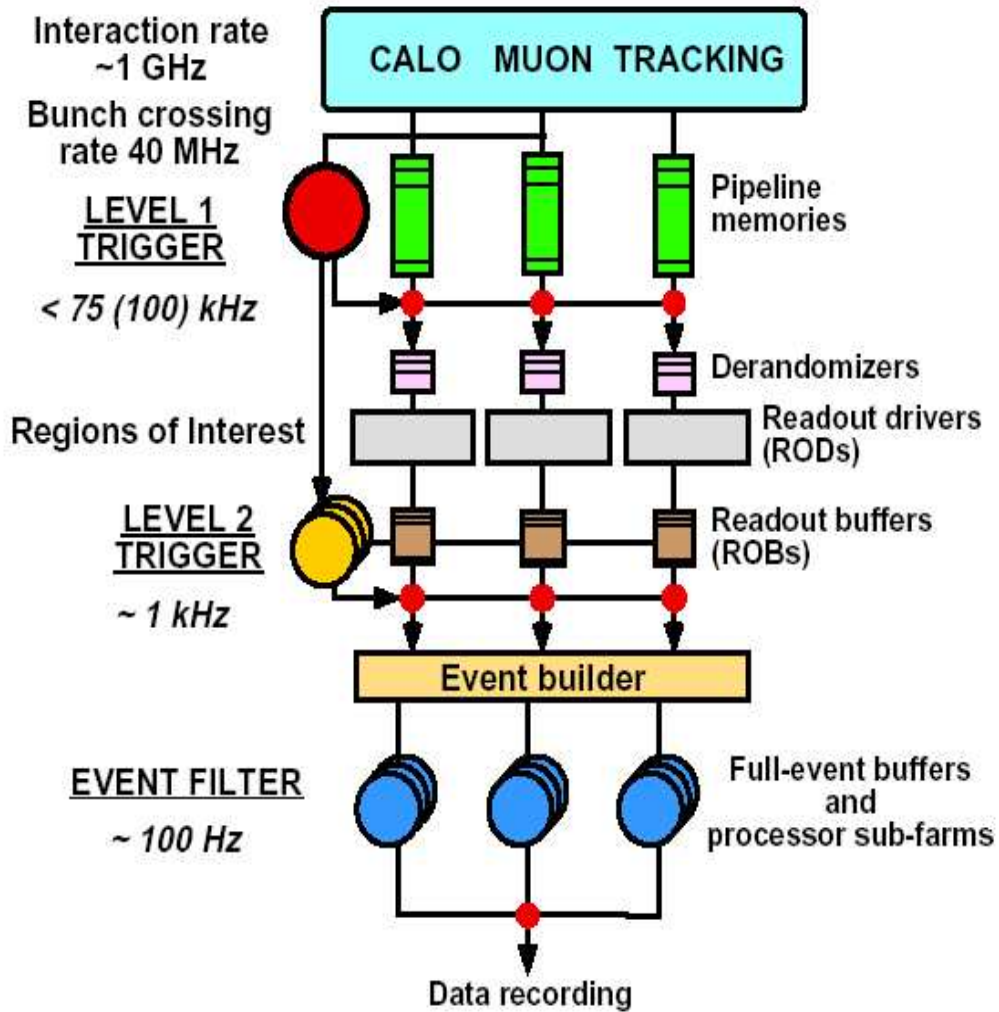 Interaction rate
~1 GHz
CALO MUON TRACKING
Bunch crossing
rate 40 MHz
LEVEL 1
TRIGGER
< 75 (100) kHz
Pipeline
memories
Derandomizers
Regions of Interest
Readout drivers
(RODs)
LEVEL 2
TRIGGER
~ 1 kHz
Readout buffers
(ROBs)
Event builder
EVENT FILTER
~ 100 Hz
Full-event buffers
and
processor sub-farms
Data recording